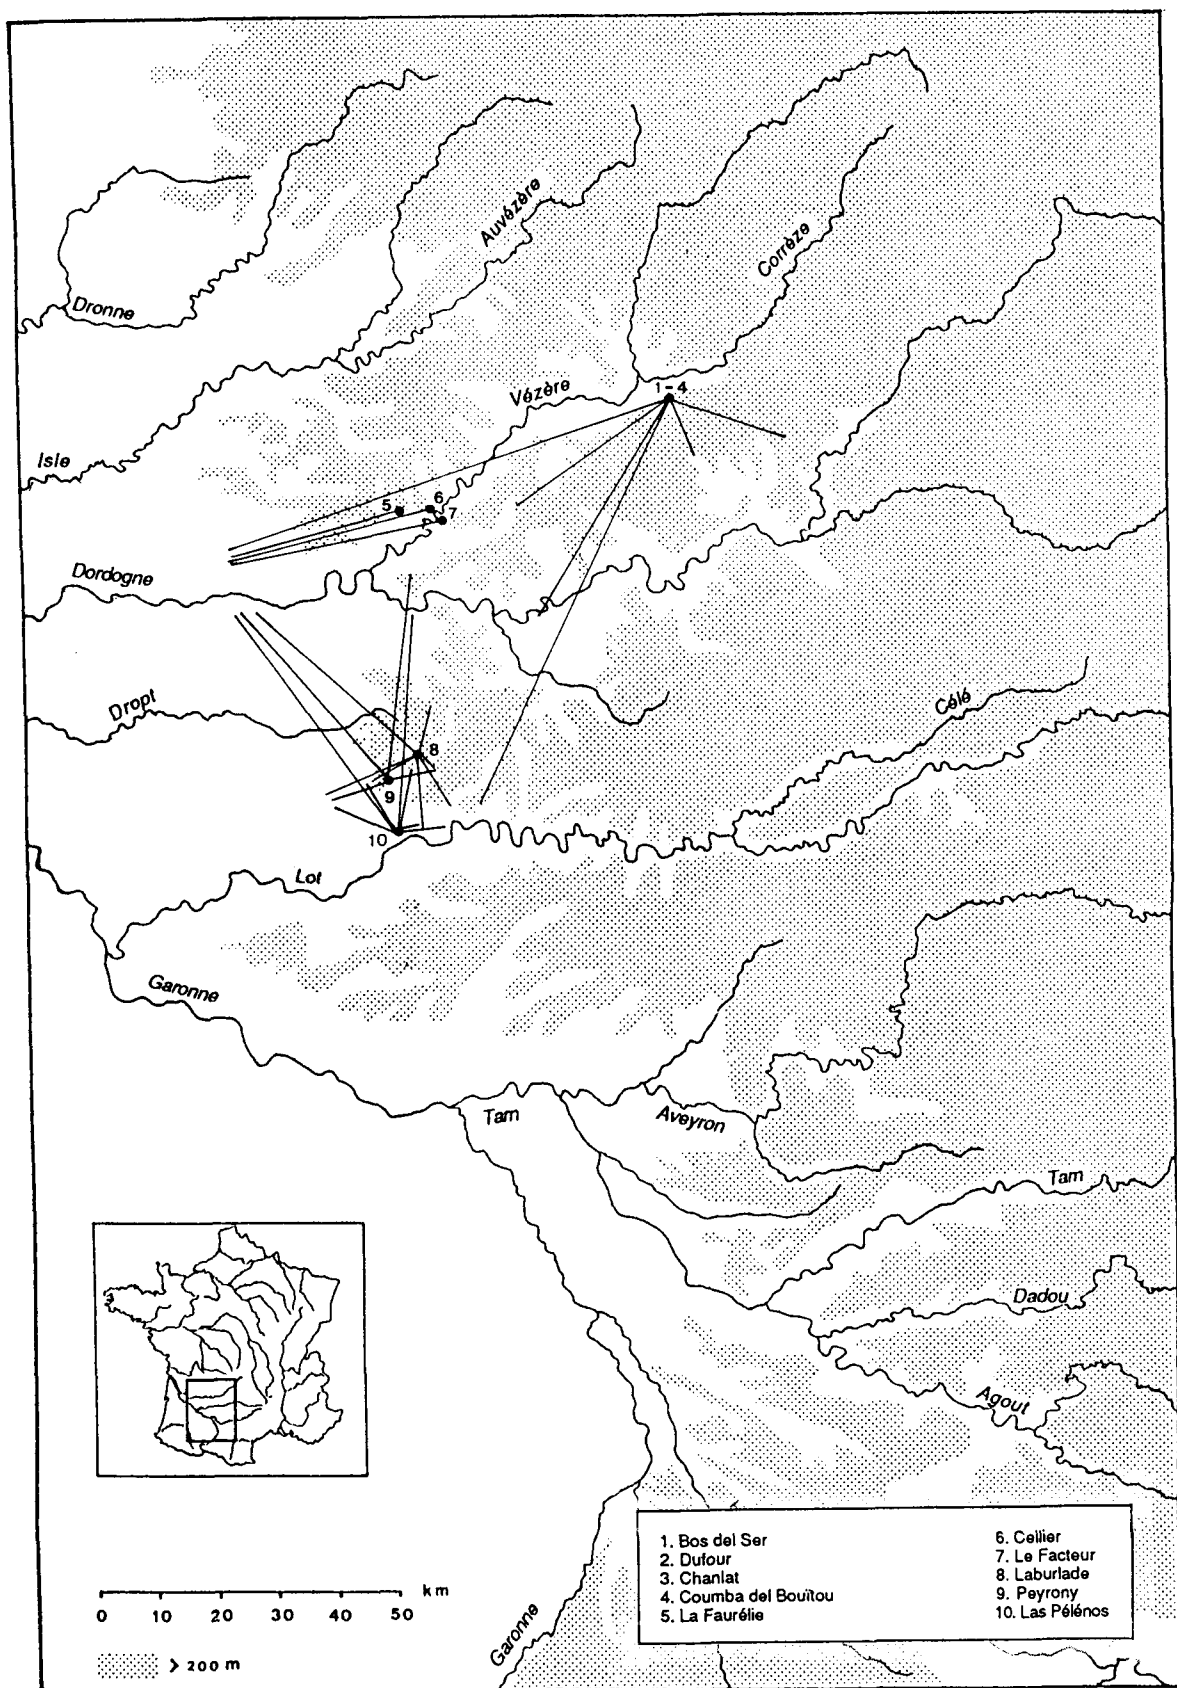 Auvézère
Corrèze
Dronne
Vézère
1-4
Isle
5
6
7
Dordogne
Dropt
Célé
8
9
10
Lot
Garonne
Tarn
Aveyron
Tarn
Dadou
Agout
Garonne
1. Bos del Ser
2. Dufour
3. Chanlat
4. Coumba del Bouïtou
5. La Faurélie
6. Cellier
7. Le Facteur
8. Laburlade
9. Peyrony
10. Las Pélénos
km
0 10 20 30 40 50
> 200 m